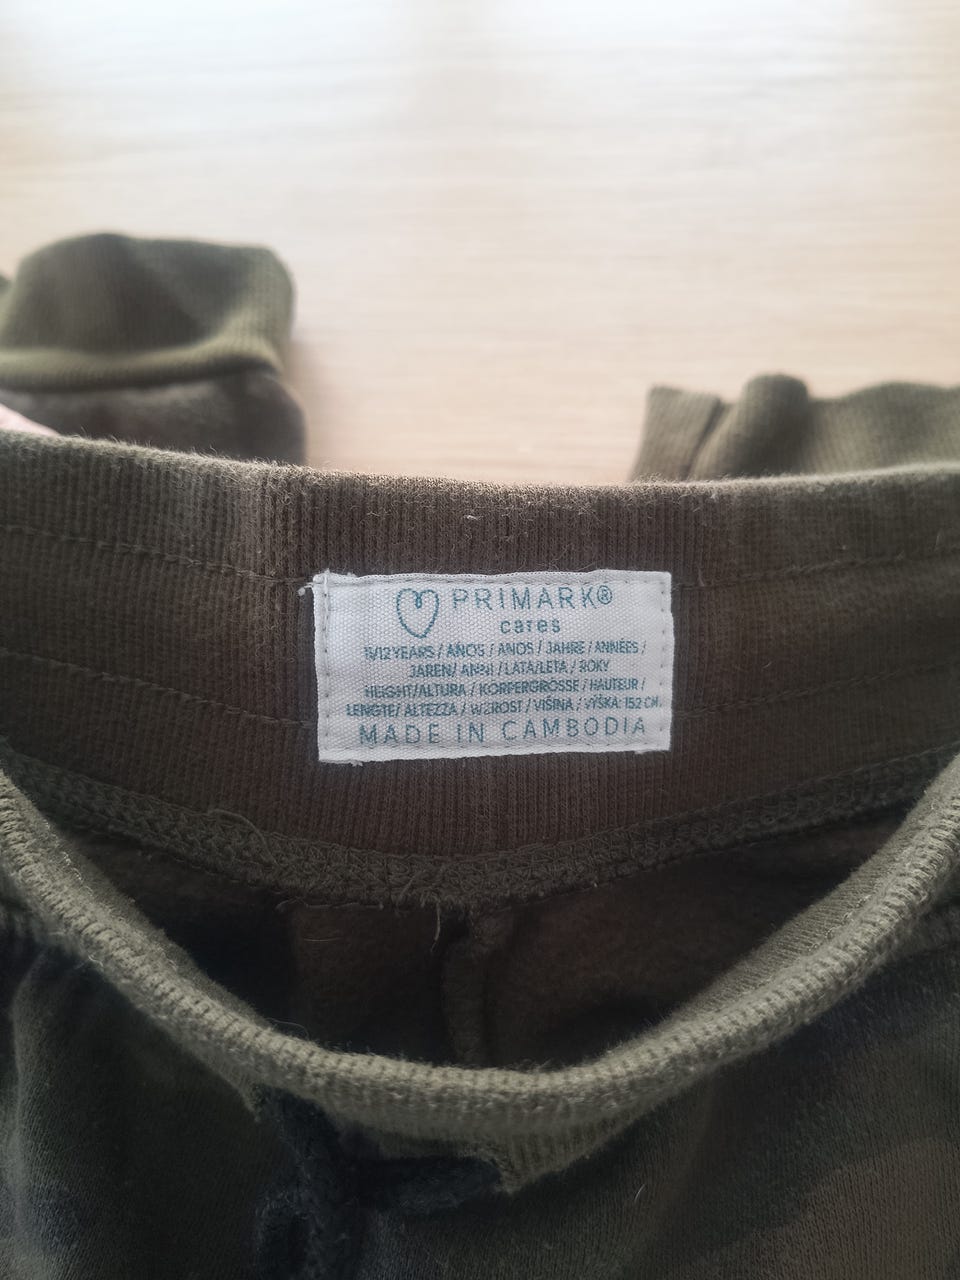 PRIMARK®
cares
11/12 YEARS / AÑOS / ANOS / JAHRE / ANNÉES /
JAREN/ ANNI / LATA/LETA / ROKY
HEIGHT/ALTURA / KÖRPERGRÖSSE / HAUTEUR /
LENGTE/ ALTEZZA / WZROST / VIŠINA / VÝŠKA: 152 CM
MADE IN CAMBODIA